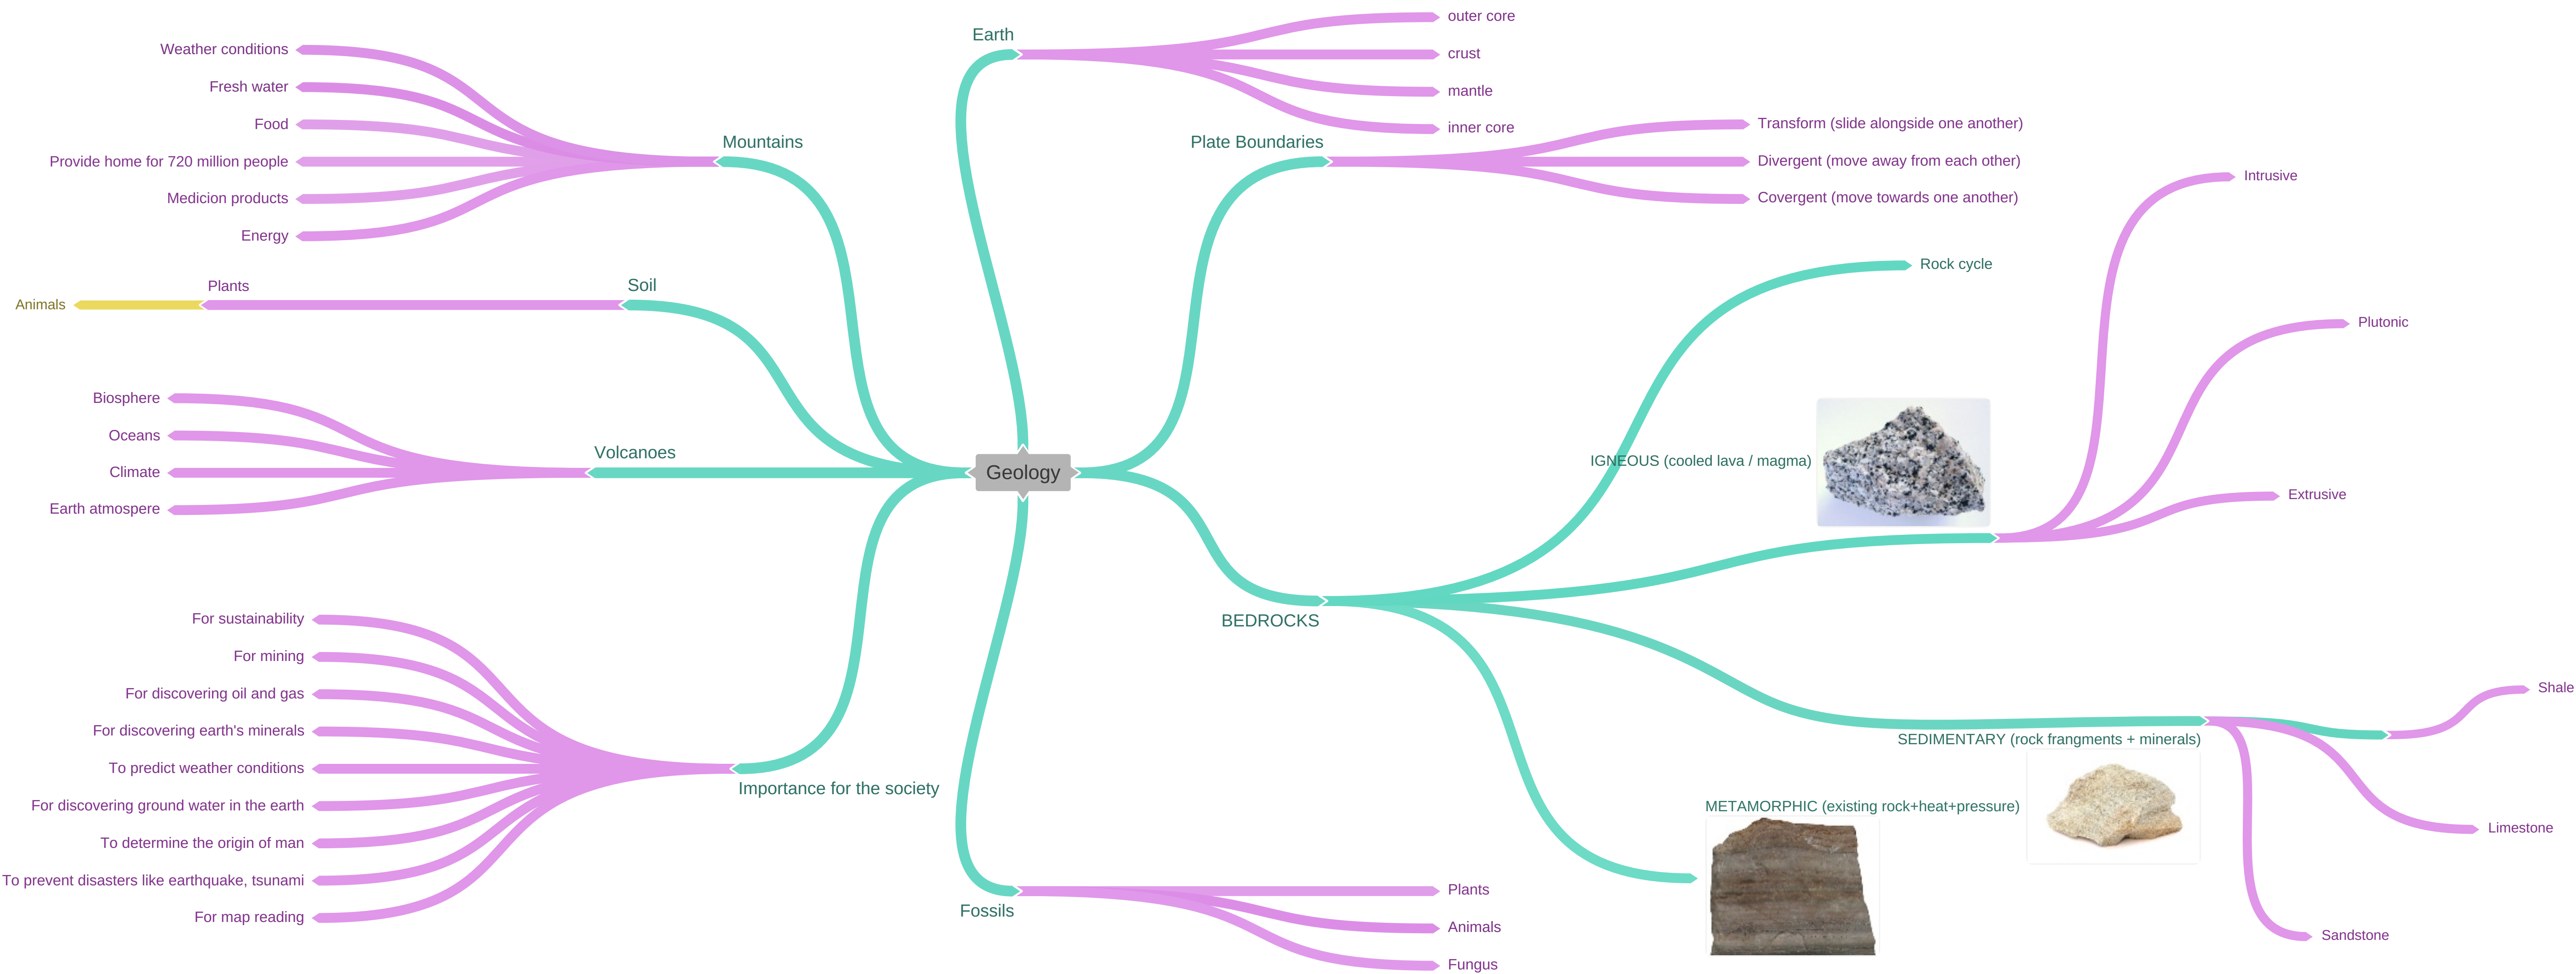 Geology
Earth
outer core
crust
mantle
inner core
Plate Boundaries
Transform (slide alongside one another)
Divergent (move away from each other)
Covergent (move towards one another)
BEDROCKS
Rock cycle
IGNEOUS (cooled lava / magma)
Intrusive
Plutonic
Extrusive
SEDIMENTARY (rock frangments + minerals)
Shale
Limestone
Sandstone
METAMORPHIC (existing rock+heat+pressure)
Fossils
Plants
Animals
Fungus
Mountains
Weather conditions
Fresh water
Food
Provide home for 720 million people
Medicion products
Energy
Soil
Plants
Animals
Volcanoes
Biosphere
Oceans
Climate
Earth atmospere
Importance for the society
For sustainability
For mining
For discovering oil and gas
For discovering earth's minerals
To predict weather conditions
For discovering ground water in the earth
To determine the origin of man
To prevent disasters like earthquake, tsunami
For map reading